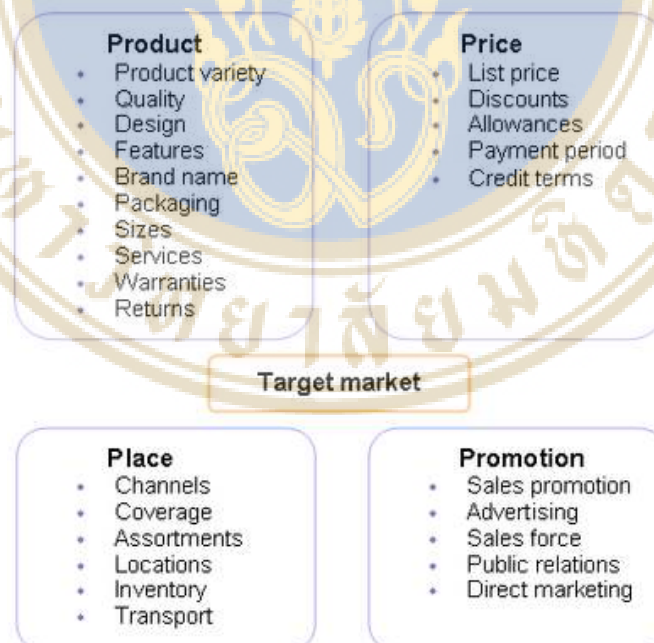 Product
• Product variety
• Quality
• Design
• Features
• Brand name
• Packaging
• Sizes
• Services
• Warranties
• Returns
Price
• List price
• Discounts
• Allowances
• Payment period
• Credit terms
Target market
Place
• Channels
• Coverage
• Assortments
• Locations
• Inventory
• Transport
Promotion
• Sales promotion
• Advertising
• Sales force
• Public relations
• Direct marketing